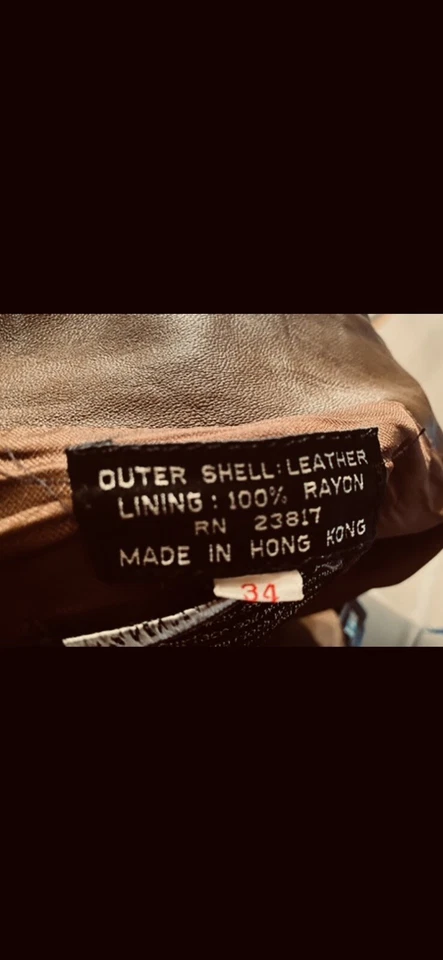 OUTER SHELL: LEATHER
LINING : 100% RAYON
RN 23817
MADE IN HONG KONG
34